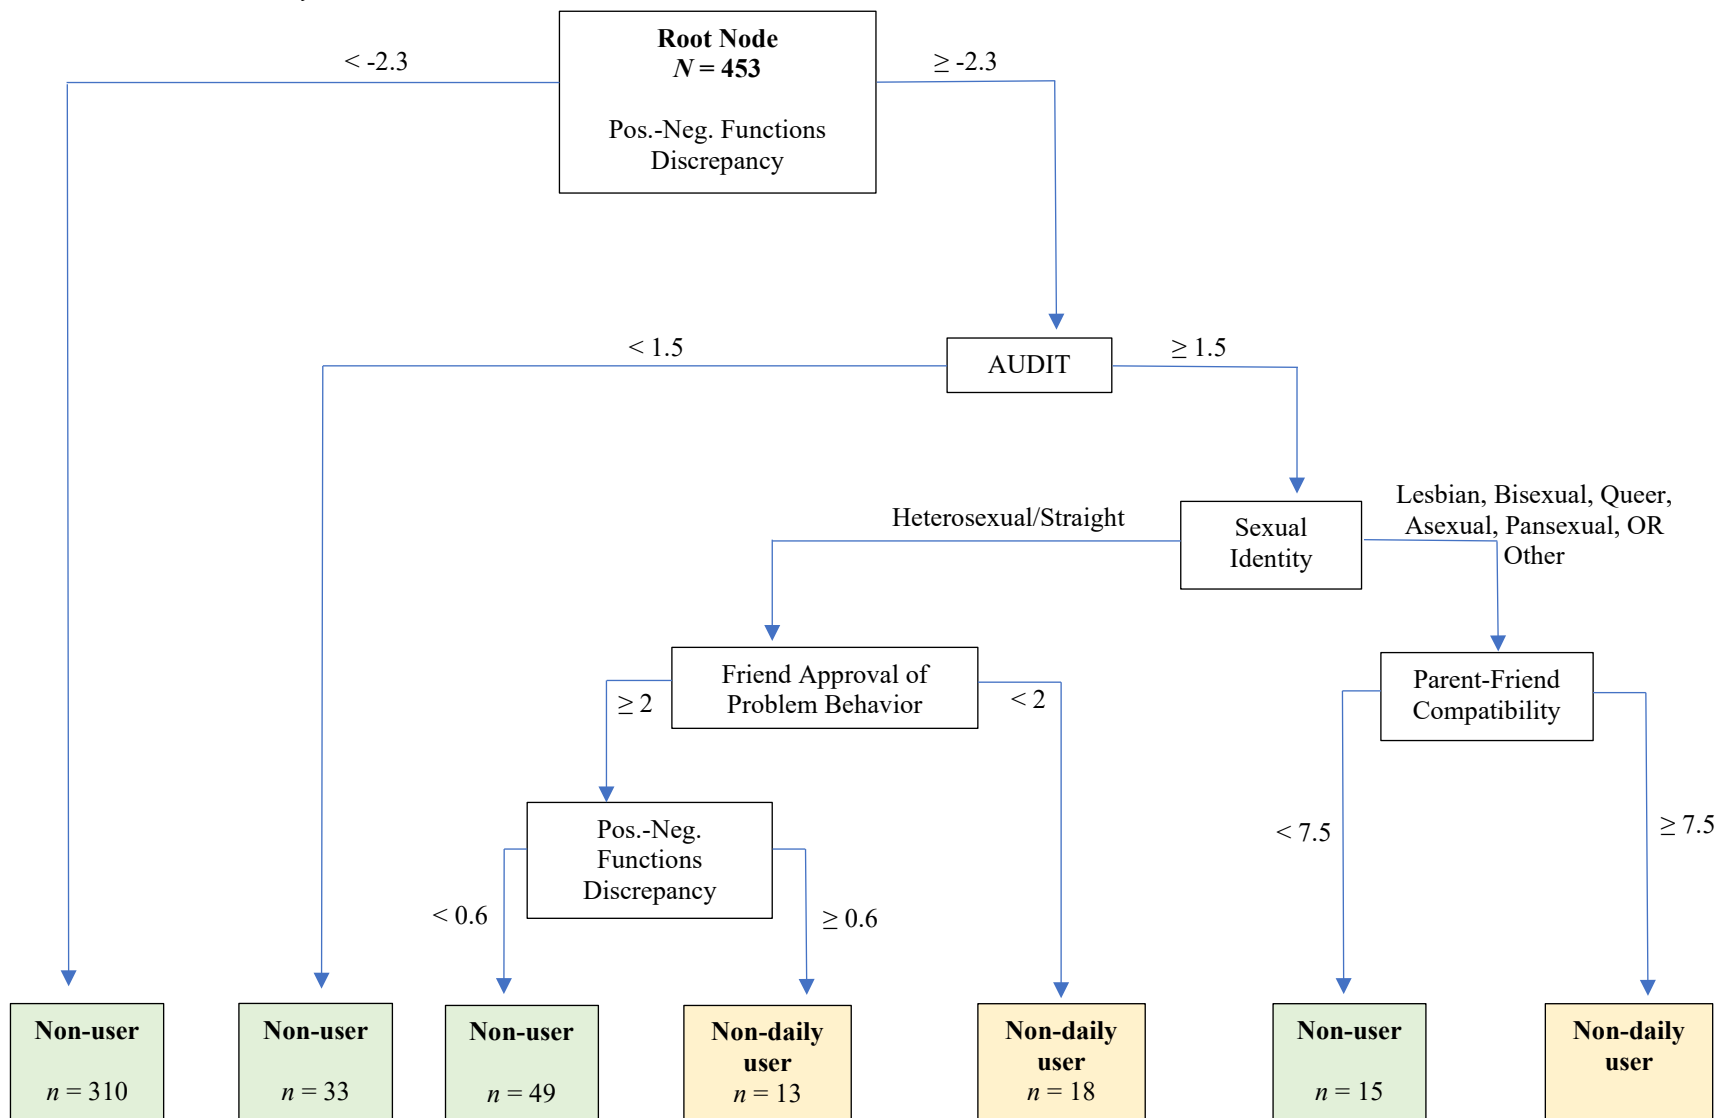 Root Node
N = 453
Pos.-Neg. Functions
Discrepancy
< -2.3
≥ -2.3
AUDIT
< 1.5
≥ 1.5
Sexual
Identity
Heterosexual/Straight
Lesbian, Bisexual, Queer,
Asexual, Pansexual, OR
Other
Friend Approval of
Problem Behavior
≥ 2
< 2
Parent-Friend
Compatibility
< 7.5
≥ 7.5
Pos.-Neg.
Functions
Discrepancy
< 0.6
≥ 0.6
Non-user
n = 310
Non-user
n = 33
Non-user
n = 49
Non-daily
user
n = 13
Non-daily
user
n = 18
Non-user
n = 15
Non-daily
user